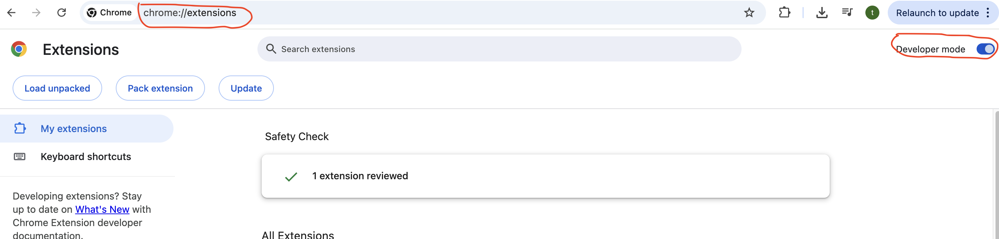 Chrome chrome://extensions t Relaunch to update
Extensions Search extensions Developer mode
Load unpacked Pack extension Update
My extensions
Keyboard shortcuts
Developing extensions? Stay
up to date on What's New with
Chrome Extension developer
documentation.
Safety Check
1 extension reviewed
All Extensions